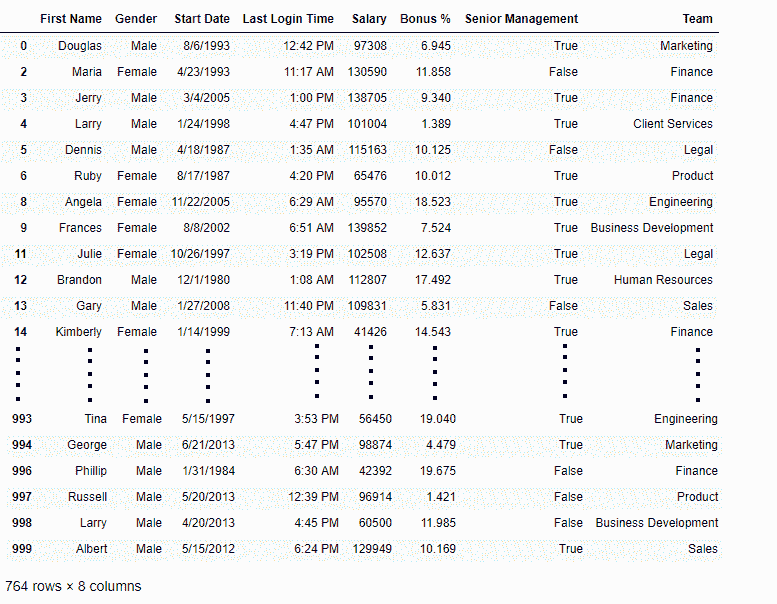 First Name Gender Start Date Last Login Time Salary Bonus % Senior Management Team
0 Douglas Male 8/6/1993 12:42 PM 97308 6.945 True Marketing
2 Maria Female 4/23/1993 11:17 AM 130590 11.858 False Finance
3 Jerry Male 3/4/2005 1:00 PM 138705 9.340 True Finance
4 Larry Male 1/24/1998 4:47 PM 101004 1.389 True Client Services
5 Dennis Male 4/18/1987 1:35 AM 115163 10.125 False Legal
6 Ruby Female 8/17/1987 4:20 PM 65476 10.012 True Product
8 Angela Female 11/22/2005 6:29 AM 95570 18.523 True Engineering
9 Frances Female 8/8/2002 6:51 AM 139852 7.524 True Business Development
11 Julie Female 10/26/1997 3:19 PM 102508 12.637 True Legal
12 Brandon Male 12/1/1980 1:08 AM 112807 17.492 True Human Resources
13 Gary Male 1/27/2008 11:40 PM 109831 5.831 False Sales
14 Kimberly Female 1/14/1999 7:13 AM 41426 14.543 True Finance
993 Tina Female 5/15/1997 3:53 PM 56450 19.040 True Engineering
994 George Male 6/21/2013 5:47 PM 98874 4.479 True Marketing
996 Phillip Male 1/31/1984 6:30 AM 42392 19.675 False Finance
997 Russell Male 5/20/2013 12:39 PM 96914 1.421 False Product
998 Larry Male 4/20/2013 4:45 PM 60500 11.985 False Business Development
999 Albert Male 5/15/2012 6:24 PM 129949 10.169 True Sales
764 rows × 8 columns